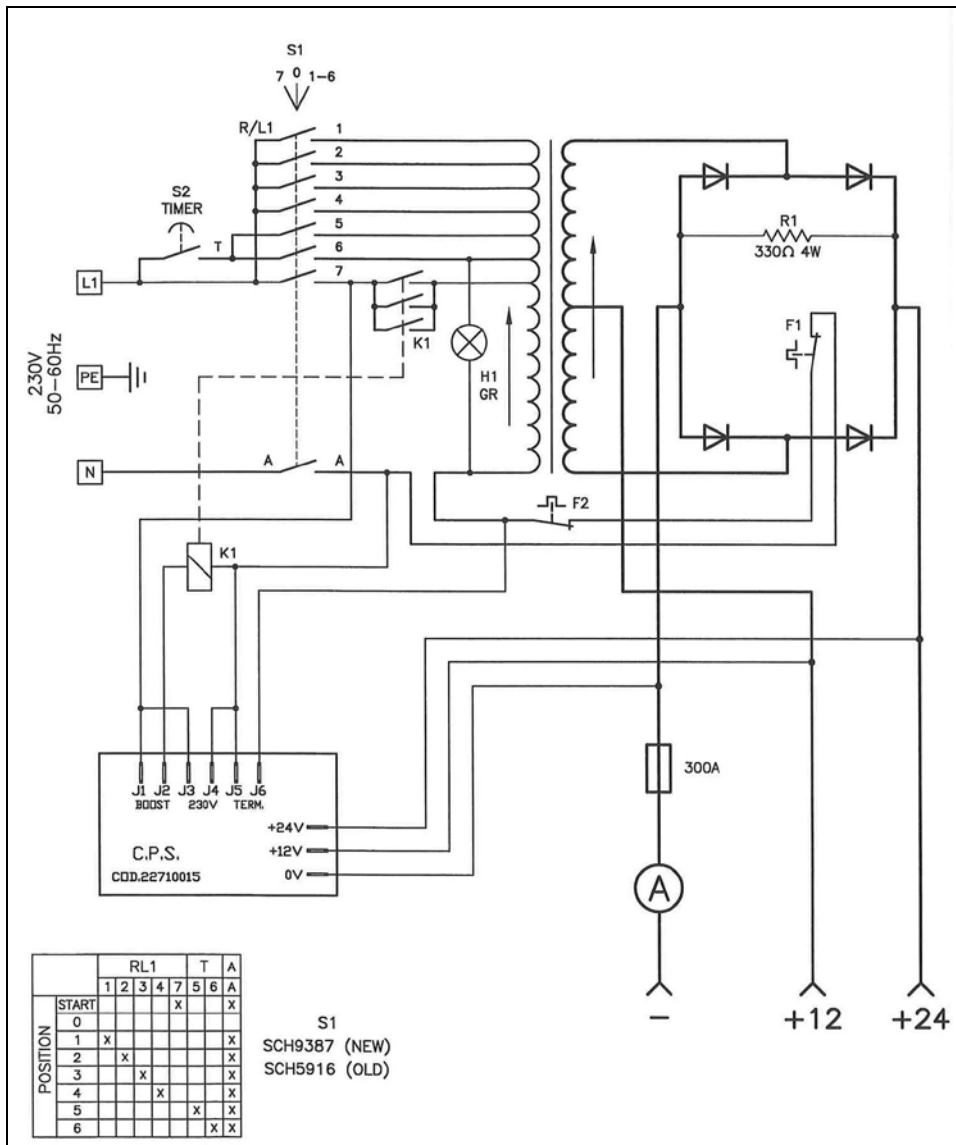 S1
7 0 1-6
R/L1
1
2
3
4
5
6
7
S2
TIMER
T
L1
230V
50-60Hz
PE
N
A A
K1
H1
GR
R1
330Ω 4W
F1
F2
K1
300A
A
J1 J2 J3 J4 J5 J6
BOOST 230V TERM.
+24V
+12V
0V
C.P.S.
COD.22710015
- +12 +24
RL1 T A
1 2 3 4 7 5 6 A
POSITION
START X X
0
1 X X
2 X X
3 X X
4 X X
5 X X
6 X X
S1
SCH9387 (NEW)
SCH5916 (OLD)